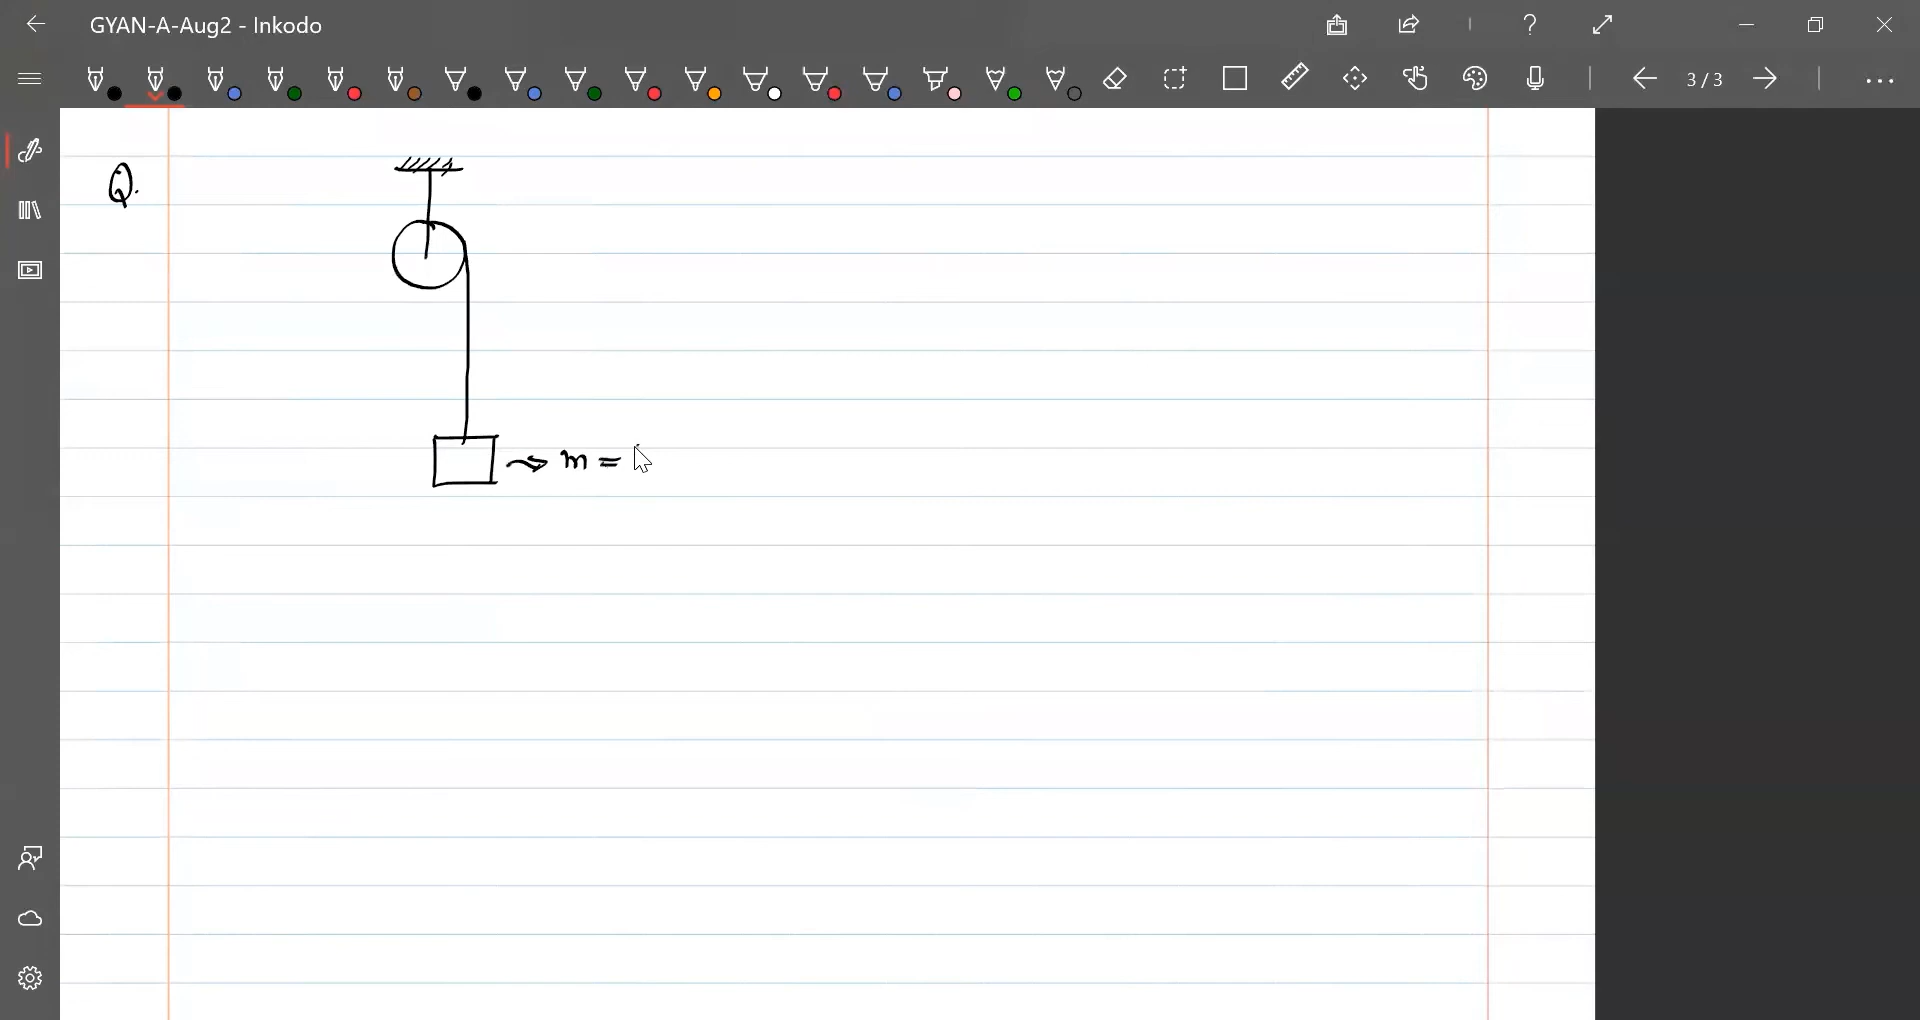 GYAN-A-Aug2 - Inkodo
3/3
Q.
m =